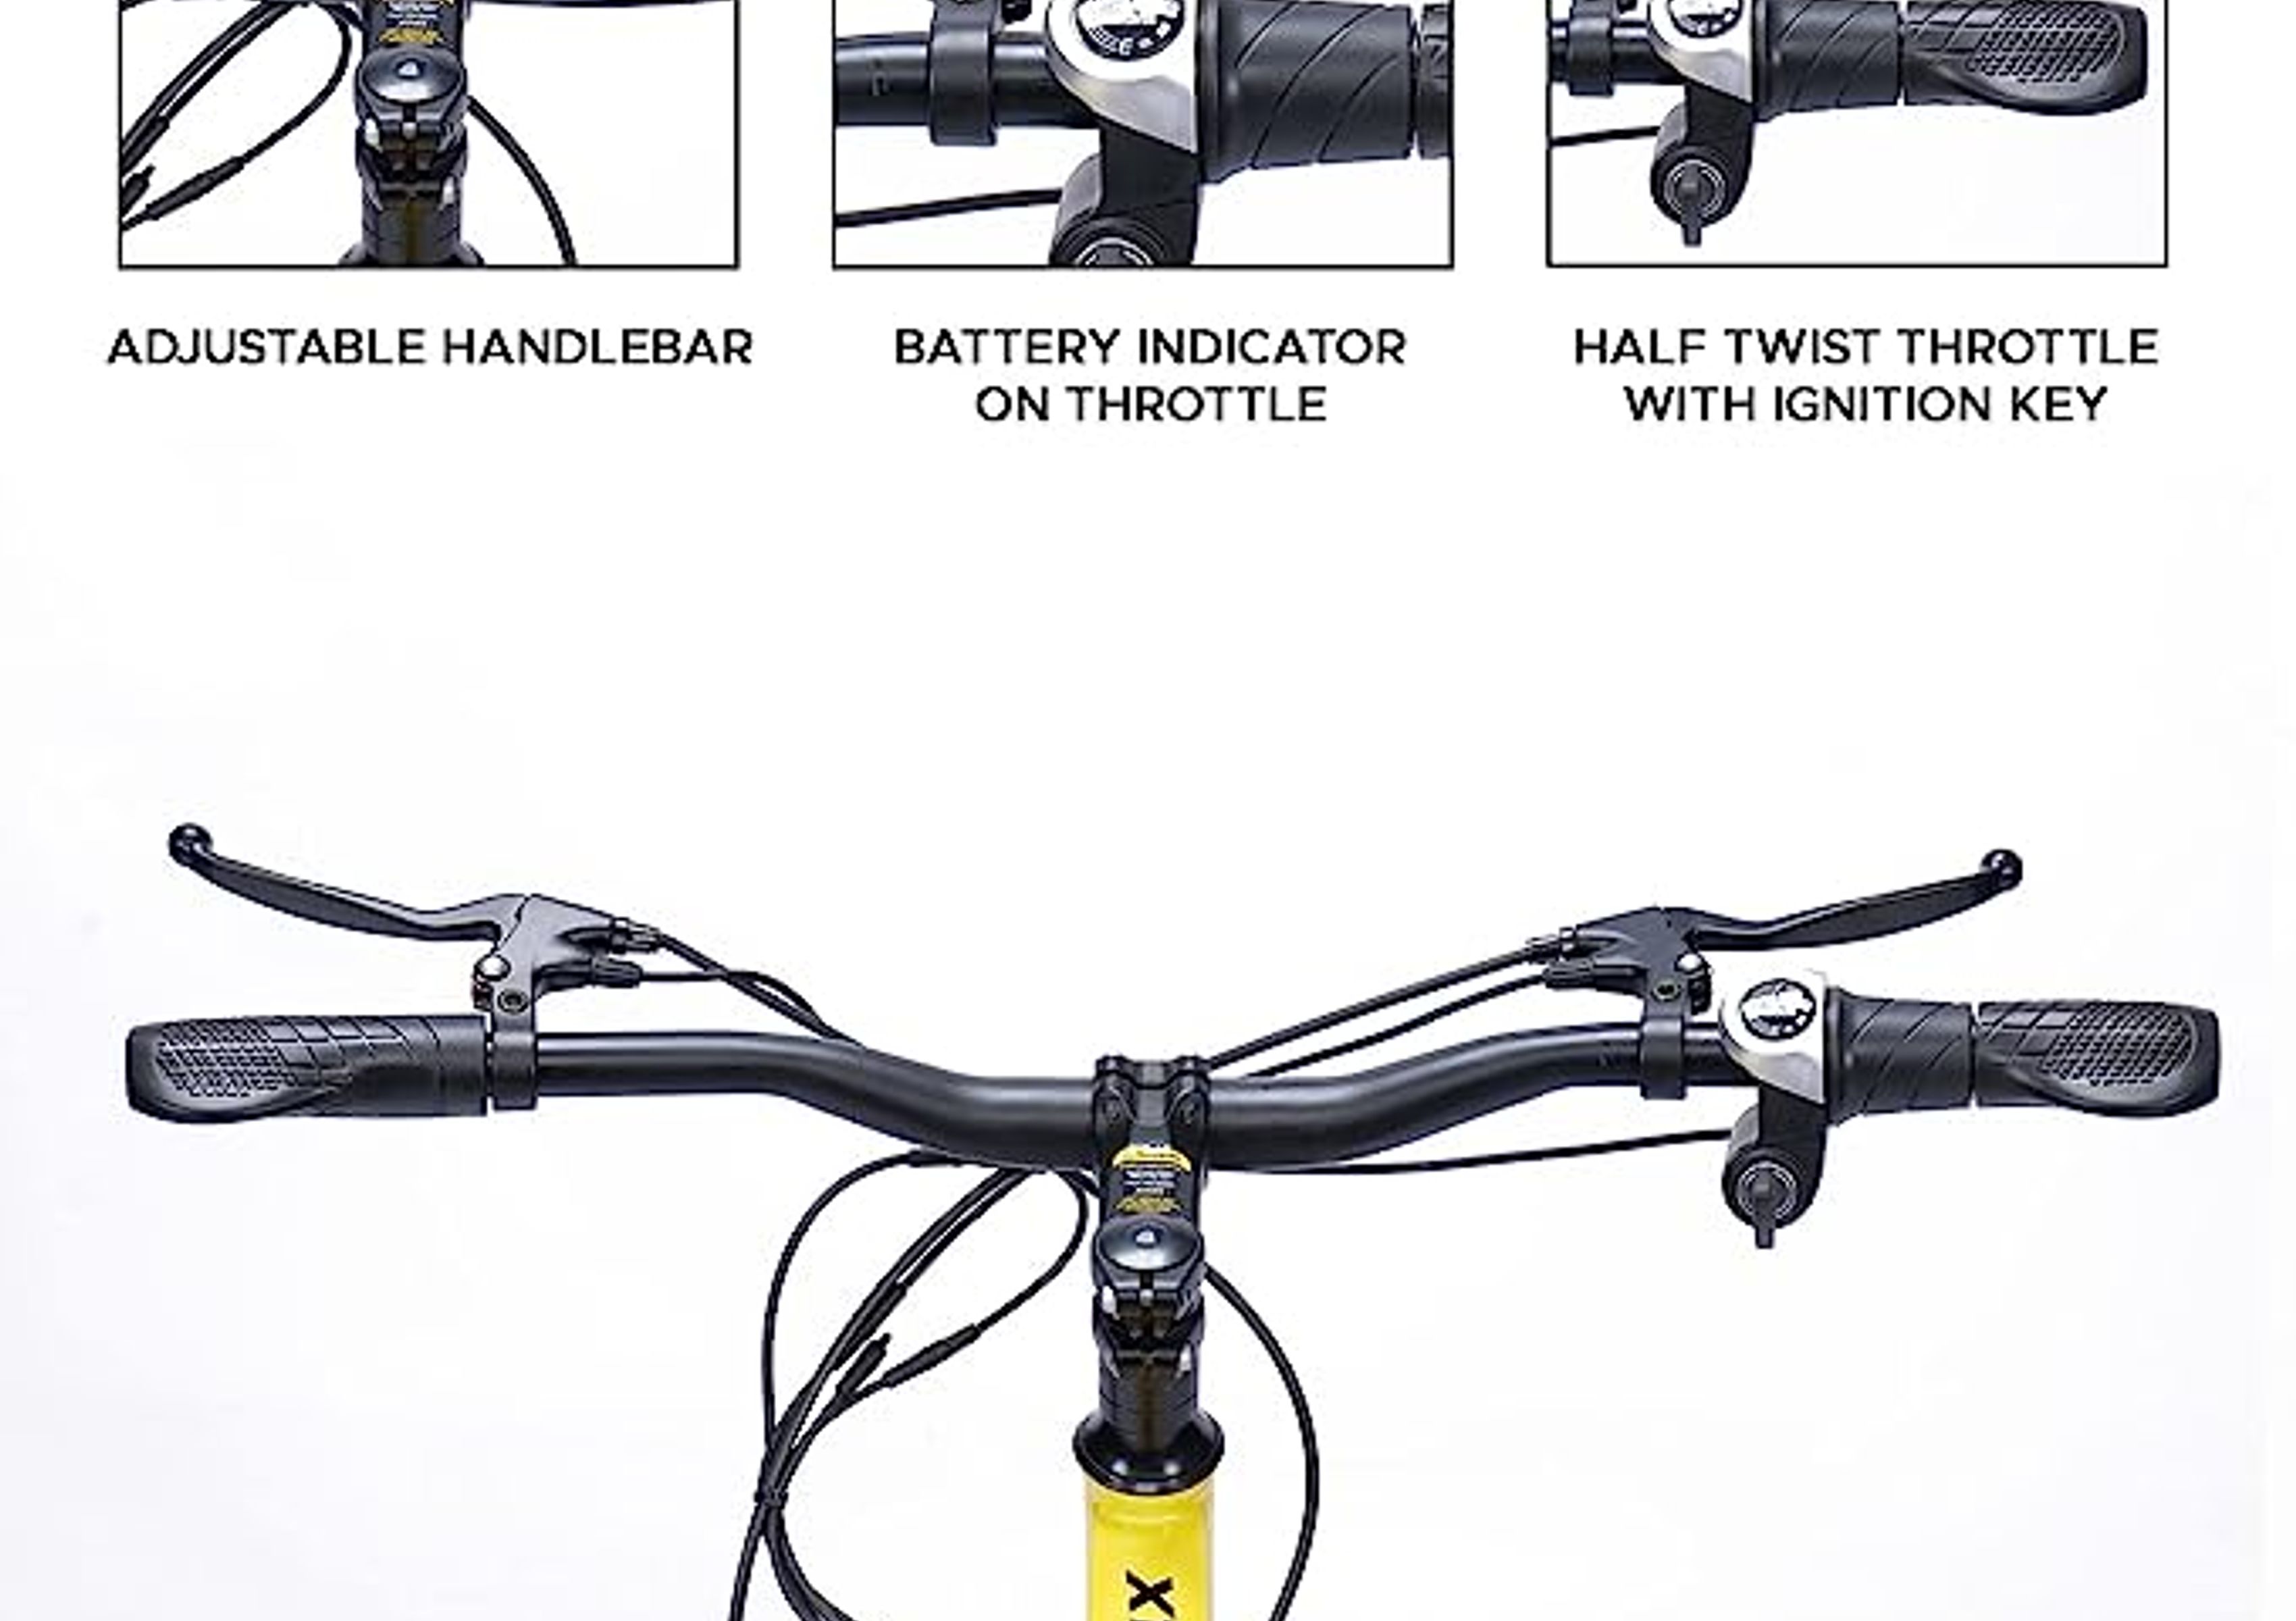 ADJUSTABLE HANDLEBAR
BATTERY INDICATOR
ON THROTTLE
HALF TWIST THROTTLE
WITH IGNITION KEY
X